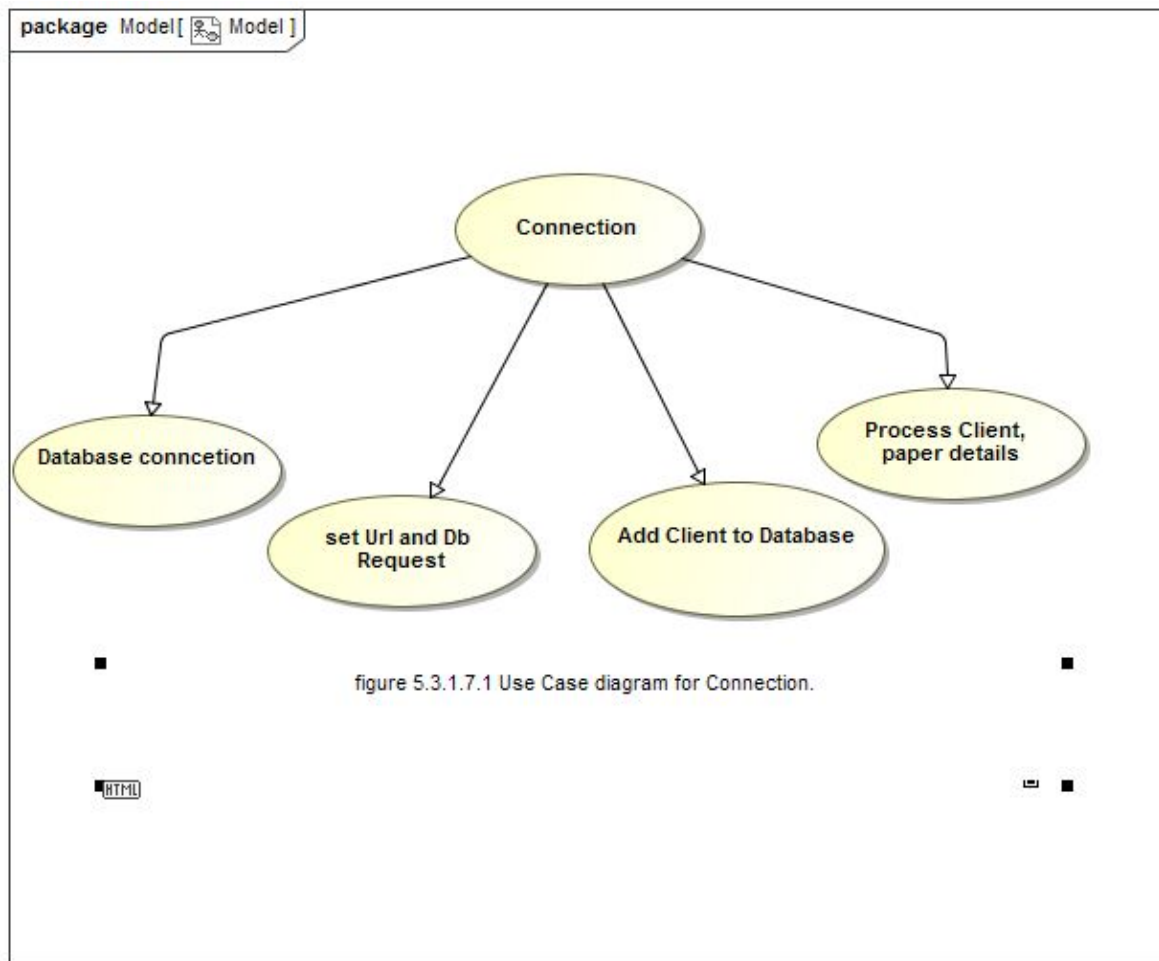 package Model[ Model ]
Connection
Database conncetion
set Url and Db
Request
Add Client to Database
Process Client,
paper details
figure 5.3.1.7.1 Use Case diagram for Connection.
HTML